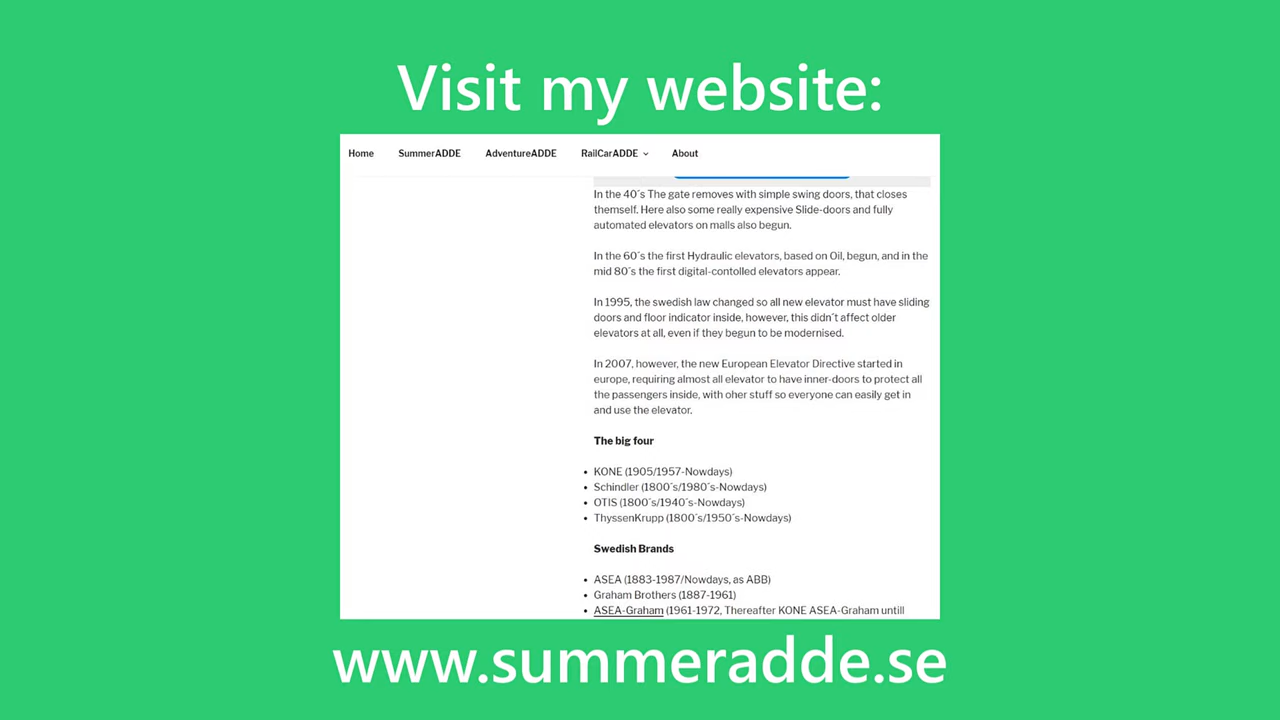 Visit my website:
Home SummerADDE AdventureADDE RailCarADDE About
In the 40´s The gate removes with simple swing doors, that closes
themself. Here also some really expensive Slide-doors and fully
automated elevators on malls also begun.
In the 60´s the first Hydraulic elevators, based on Oil, begun, and in the
mid 80´s the first digital-contolled elevators appear.
In 1995, the swedish law changed so all new elevator must have sliding
doors and floor indicator inside, however, this didn´t affect older
elevators at all, even if they begun to be modernised.
In 2007, however, the new European Elevator Directive started in
europe, requiring almost all elevator to have inner-doors to protect all
the passengers inside, with oher stuff so everyone can easily get in
and use the elevator.
The big four
• KONE (1905/1957-Nowdays)
• Schindler (1800´s/1980´s-Nowdays)
• OTIS (1800´s/1940´s-Nowdays)
• ThyssenKrupp (1800´s/1950´s-Nowdays)
Swedish Brands
• ASEA (1883-1987/Nowdays, as ABB)
• Graham Brothers (1887-1961)
• ASEA-Graham (1961-1972, Thereafter KONE ASEA-Graham untill
www.summeradde.se